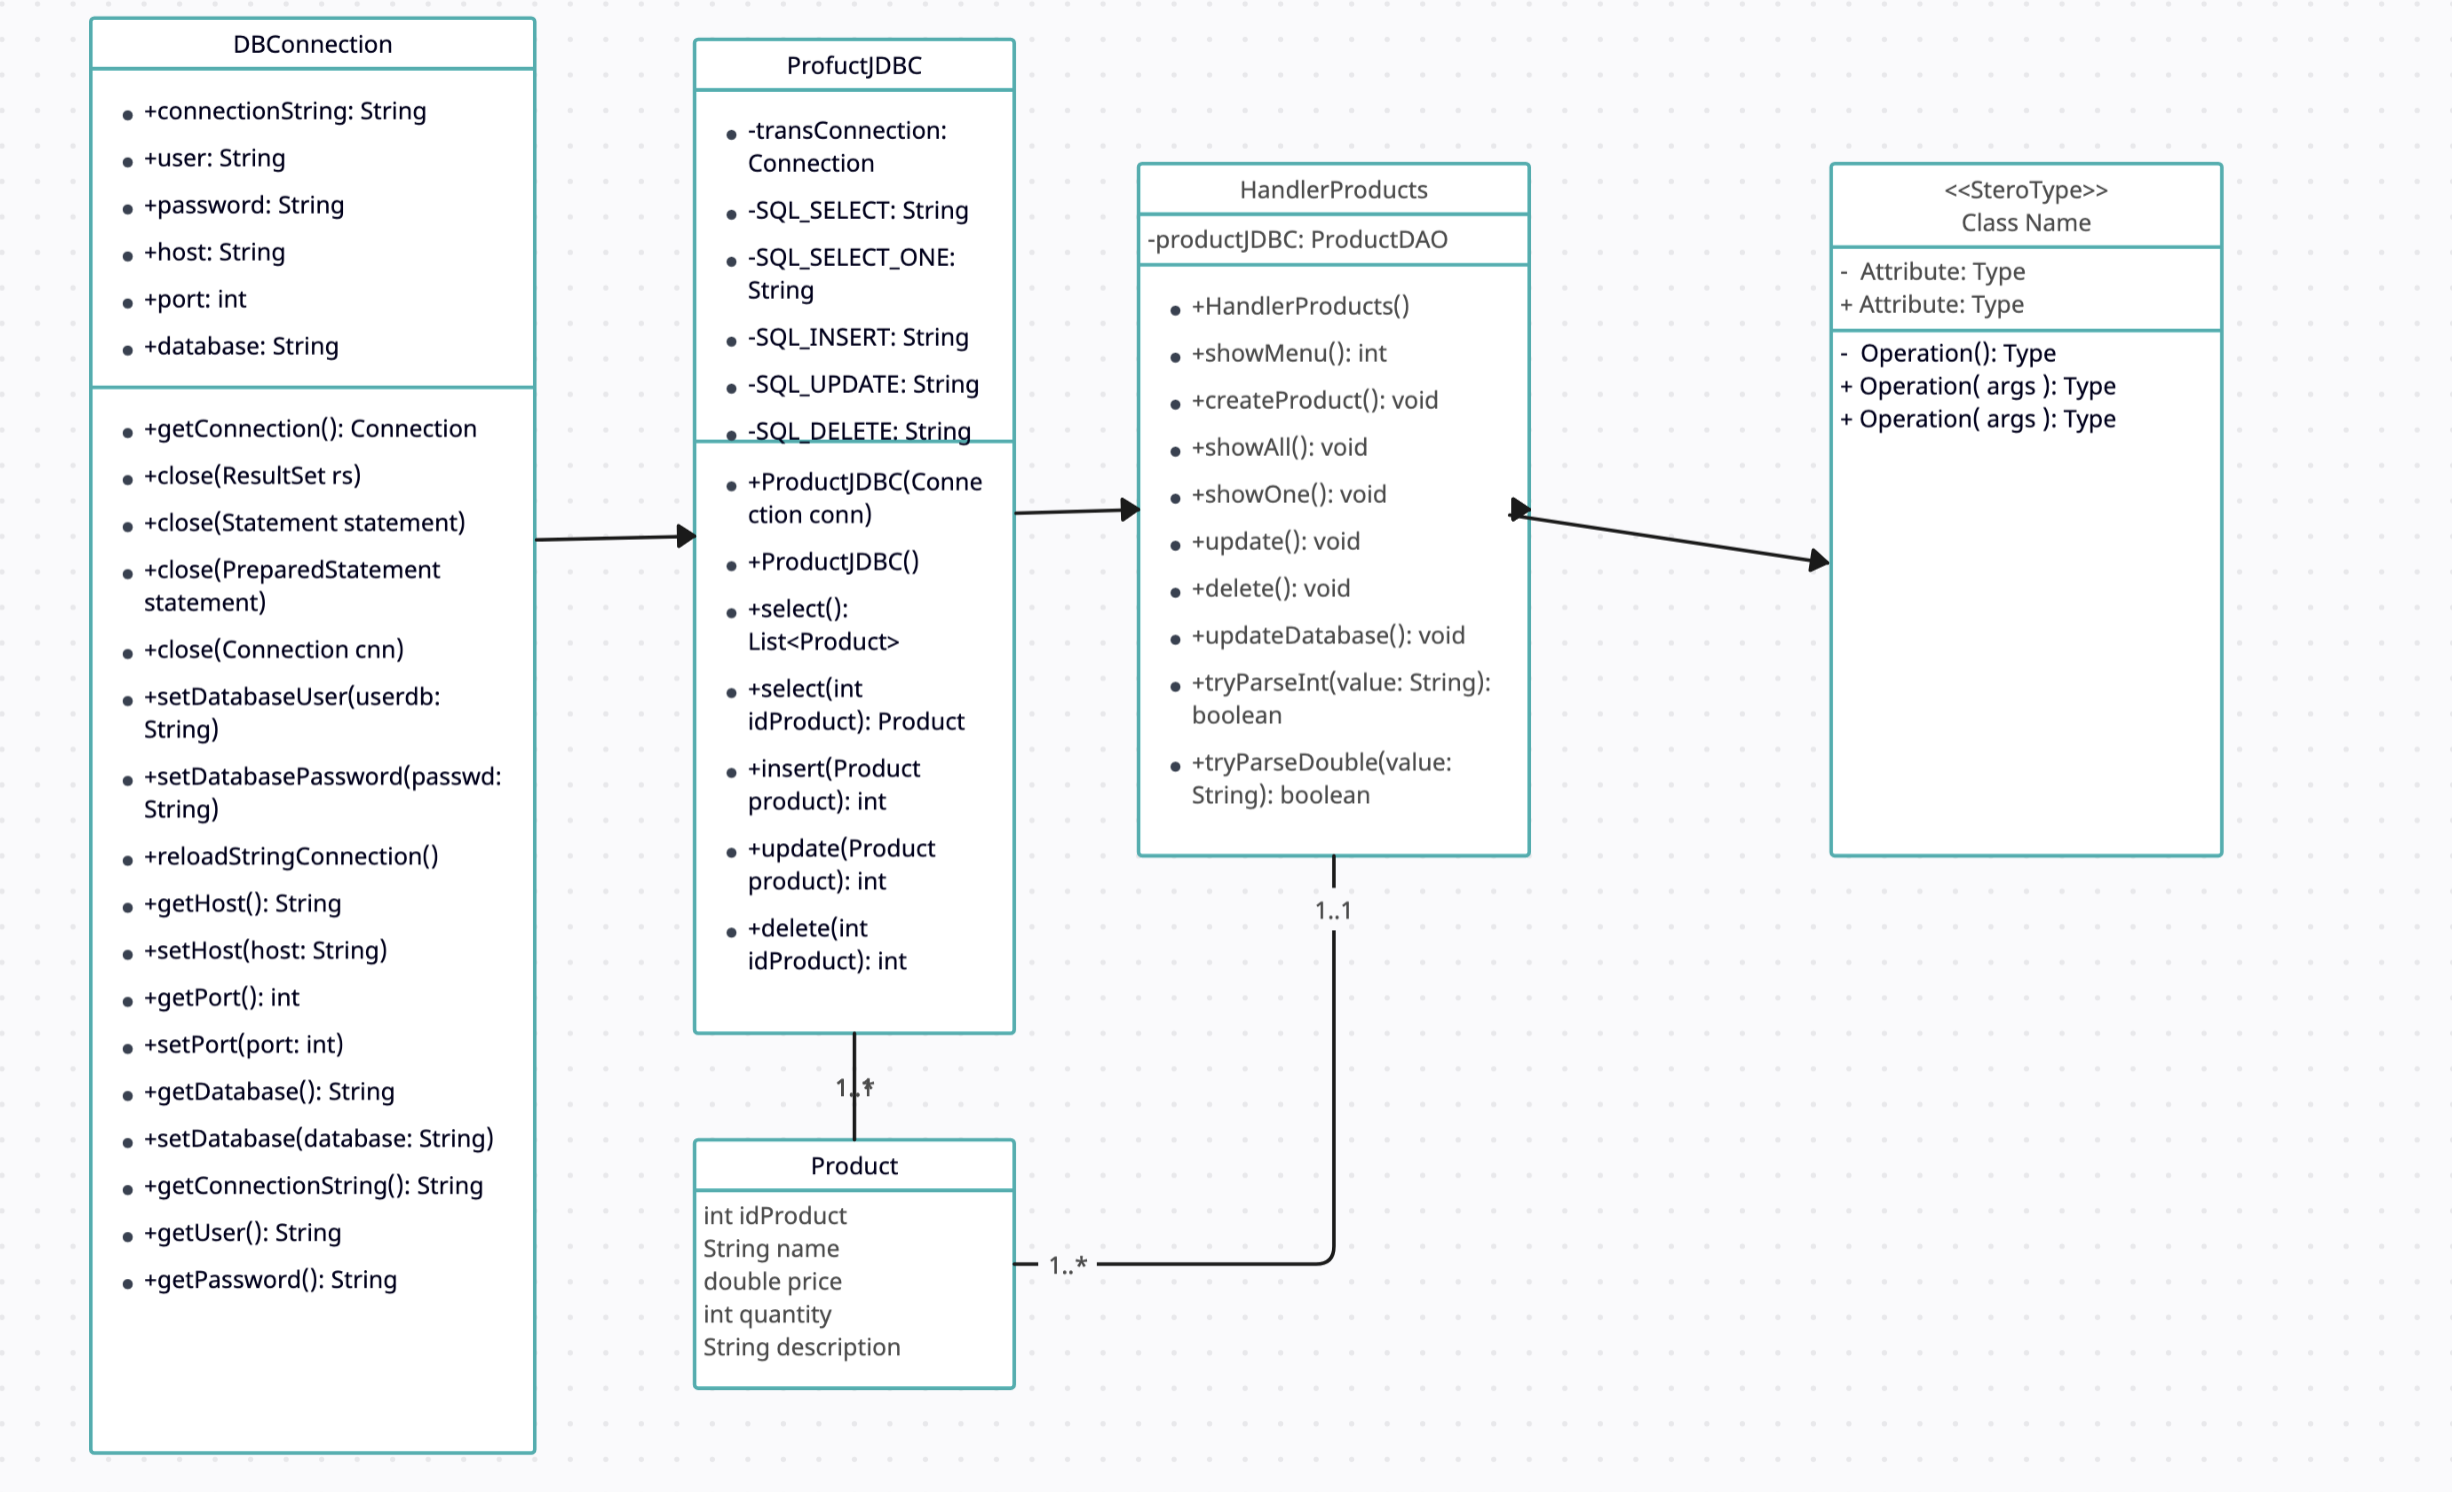 DBConnection
+connectionString: String
+user: String
+password: String
+host: String
+port: int
+database: String
+getConnection(): Connection
+close(ResultSet rs)
+close(Statement statement)
+close(PreparedStatement
statement)
+close(Connection cnn)
+setDatabaseUser(userdb:
String)
+setDatabasePassword(passwd:
String)
+reloadStringConnection()
+getHost(): String
+setHost(host: String)
+getPort(): int
+setPort(port: int)
+getDatabase(): String
+setDatabase(database: String)
+getConnectionString(): String
+getUser(): String
+getPassword(): String
ProfuctJDBC
-transConnection:
Connection
-SQL_SELECT: String
-SQL_SELECT_ONE:
String
-SQL_INSERT: String
-SQL_UPDATE: String
-SQL_DELETE: String
+ProductJDBC(Conne
ction conn)
+ProductJDBC()
+select():
List<Product>
+select(int
idProduct): Product
+insert(Product
product): int
+update(Product
product): int
+delete(int
idProduct): int
Product
int idProduct
String name
double price
int quantity
String description
HandlerProducts
-productJDBC: ProductDAO
+HandlerProducts()
+showMenu(): int
+createProduct(): void
+showAll(): void
+showOne(): void
+update(): void
+delete(): void
+updateDatabase(): void
+tryParseInt(value: String):
boolean
+tryParseDouble(value:
String): boolean
1..1
1..*
<<SteroType>>
Class Name
- Attribute: Type
+ Attribute: Type
- Operation(): Type
+ Operation( args ): Type
+ Operation( args ): Type